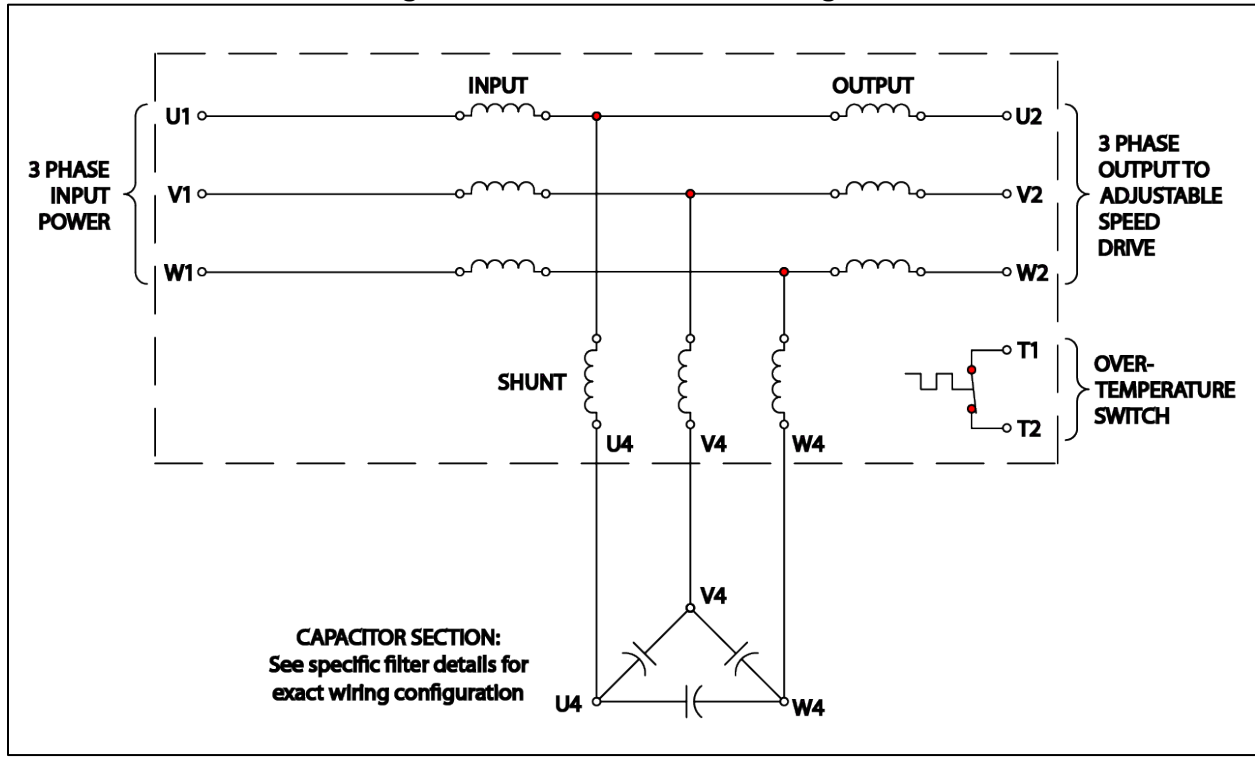 INPUT
OUTPUT
U1
U2
3 PHASE
INPUT
POWER
V1
V2
3 PHASE
OUTPUT TO
ADJUSTABLE
SPEED
DRIVE
W1
W2
SHUNT
T1
T2
OVER-
TEMPERATURE
SWITCH
U4
V4
W4
V4
CAPACITOR SECTION:
See specific filter details for
exact wiring configuration
U4
W4